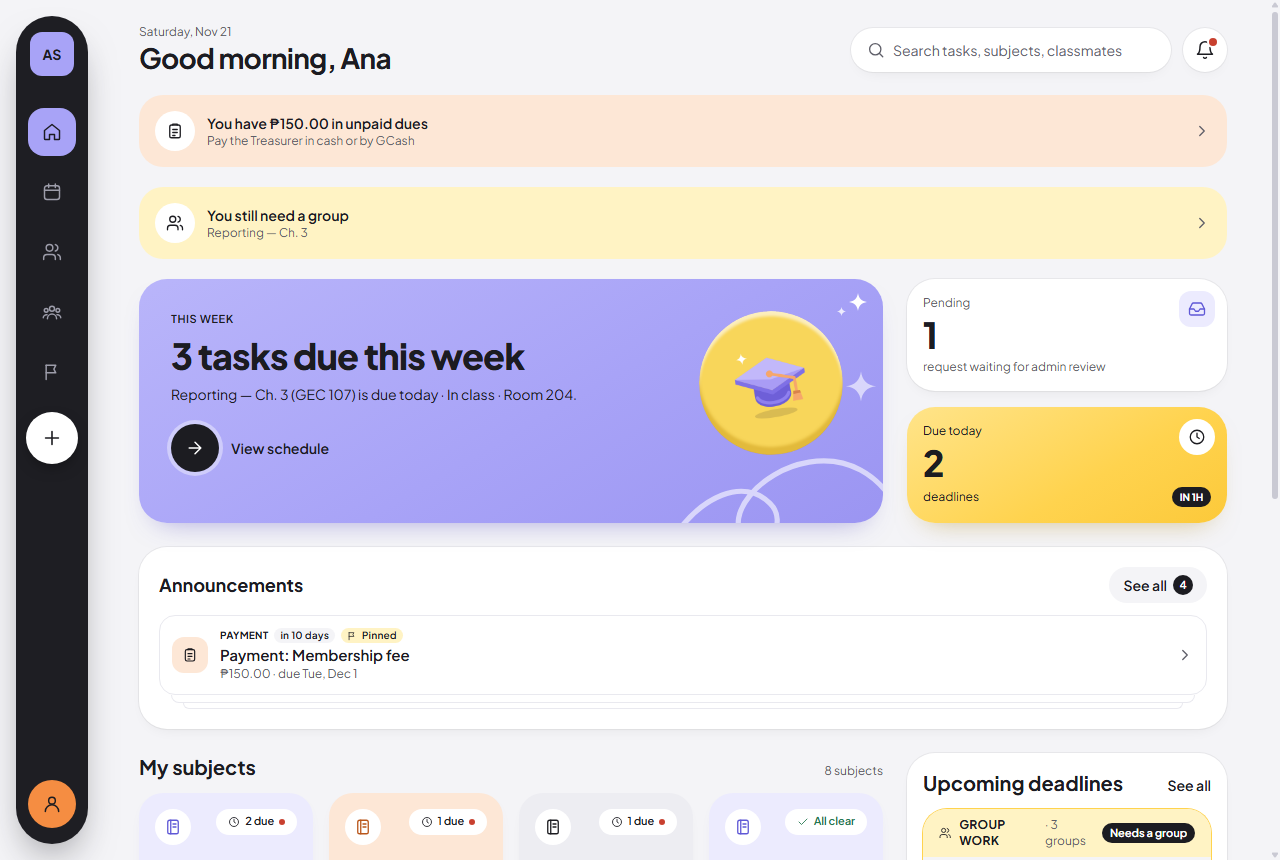 AS
Saturday, Nov 21
Good morning, Ana
Search tasks, subjects, classmates
You have ₱150.00 in unpaid dues
Pay the Treasurer in cash or by GCash
You still need a group
Reporting — Ch. 3
THIS WEEK
3 tasks due this week
Reporting — Ch. 3 (GEC 107) is due today · In class · Room 204.
View schedule
Pending
1
request waiting for admin review
Due today
2
deadlines
IN 1H
Announcements
See all 4
PAYMENT in 10 days Pinned
Payment: Membership fee
₱150.00 · due Tue, Dec 1
My subjects
8 subjects
2 due
1 due
1 due
All clear
Upcoming deadlines
See all
GROUP WORK
· 3 groups
Needs a group